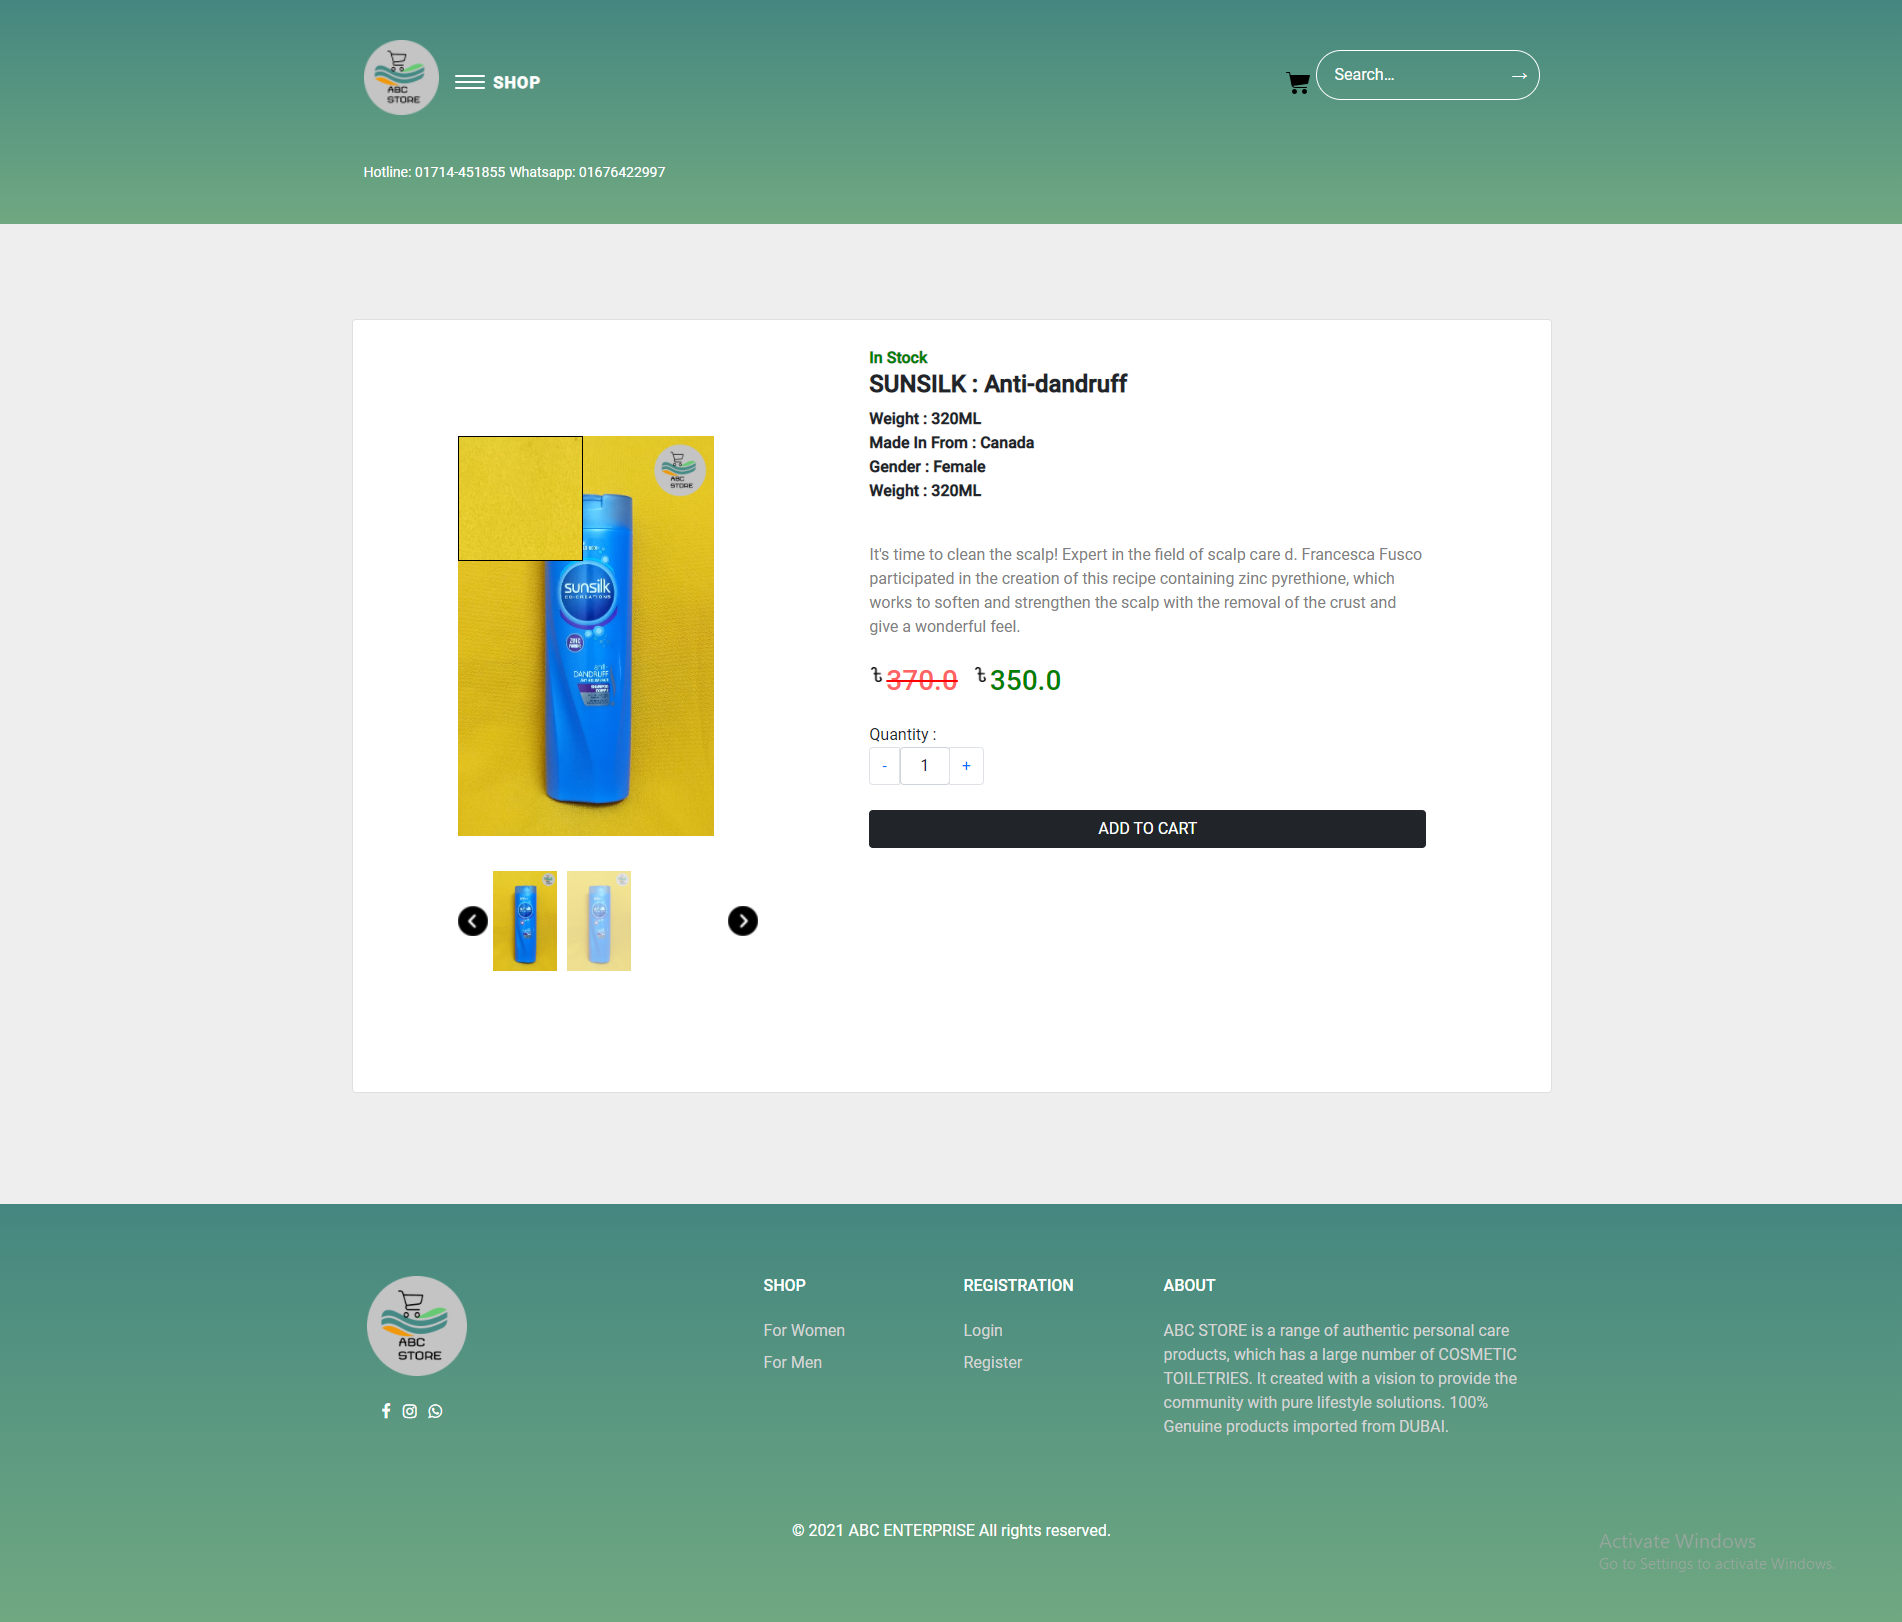 ABC
STORE
SHOP
Search...
→
Hotline: 01714-451855 Whatsapp: 01676422997
In Stock
SUNSILK : Anti-dandruff
Weight : 320ML
Made In From : Canada
Gender : Female
Weight : 320ML
It's time to clean the scalp! Expert in the field of scalp care d. Francesca Fusco
participated in the creation of this recipe containing zinc pyrethione, which
works to soften and strengthen the scalp with the removal of the crust and
give a wonderful feel.
৳ 370.0 ৳ 350.0
Quantity :
- 1 +
ADD TO CART
ABC
STORE
sunsilk
CO-CREATIONS
ANTI-
DANDRUFF
ABC
STORE
SHOP
For Women
For Men
REGISTRATION
Login
Register
ABOUT
ABC STORE is a range of authentic personal care
products, which has a large number of COSMETIC
TOILETRIES. It created with a vision to provide the
community with pure lifestyle solutions. 100%
Genuine products imported from DUBAI.
© 2021 ABC ENTERPRISE All rights reserved.
Activate Windows
Go to Settings to activate Windows.